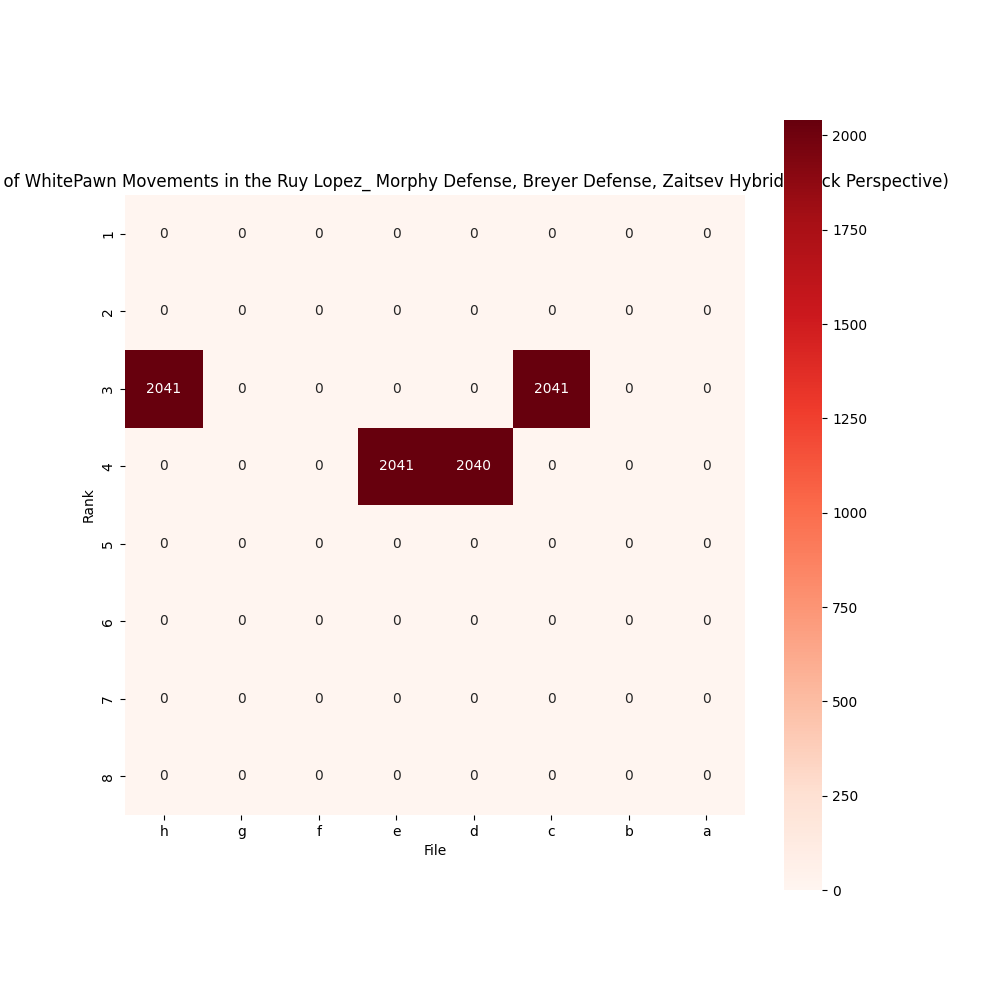 of WhitePawn Movements in the Ruy Lopez_ Morphy Defense, Breyer Defense, Zaitsev Hybrid ck Perspective)
1 0 0 0 0 0 0 0 0
2 0 0 0 0 0 0 0 0
3 2041 0 0 0 0 2041 0 0
4 0 0 0 2041 2040 0 0 0
5 0 0 0 0 0 0 0 0
6 0 0 0 0 0 0 0 0
7 0 0 0 0 0 0 0 0
8 0 0 0 0 0 0 0 0
Rank
h g f e d c b a
File
2000
1750
1500
1250
1000
750
500
250
0